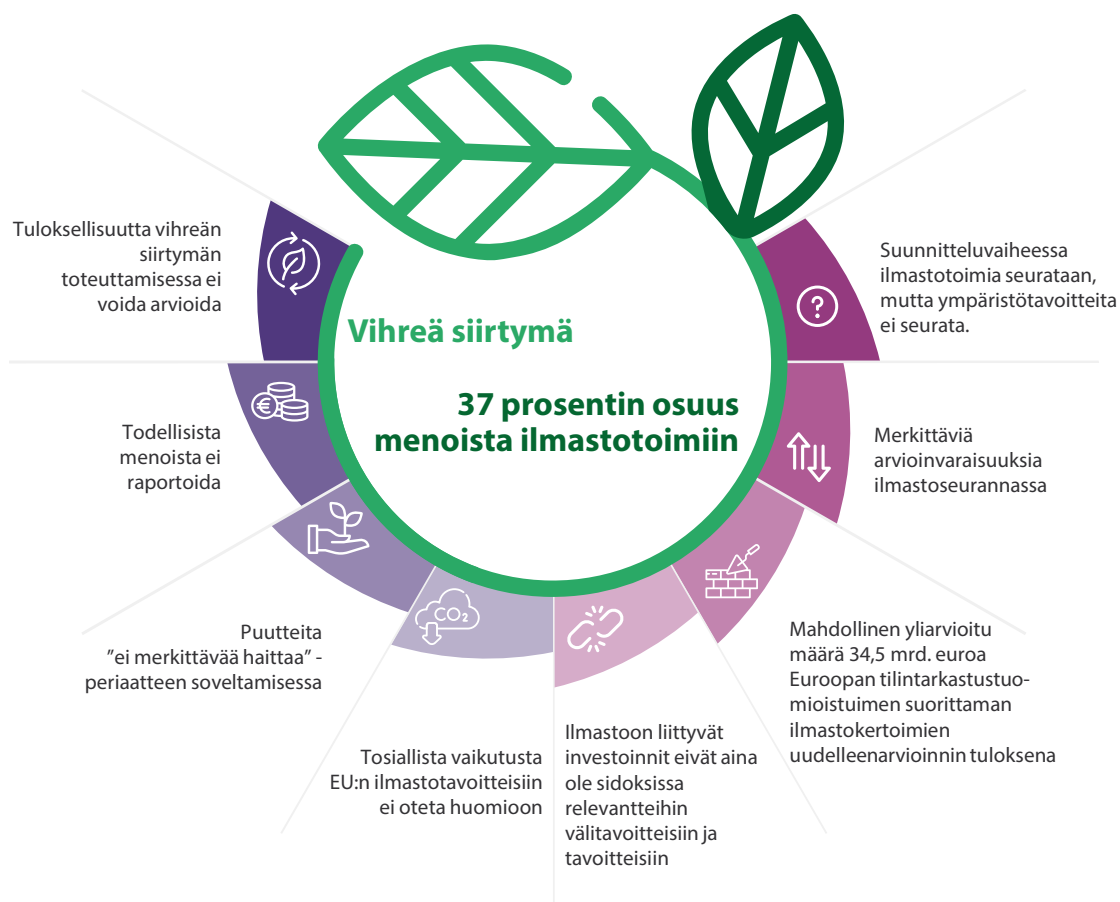 Vihreä siirtymä
37 prosentin osuus
menoista ilmastotoimiin
Suunnitteluvaiheessa
ilmastotoimia seurataan,
mutta ympäristötavoitteita
ei seurata.
?
Merkittäviä
arvioinvaraisuuksia
ilmastoseurannassa
Mahdollinen yliarvioitu
määrä 34,5 mrd. euroa
Euroopan tilintarkastustuo-
mioistuimen suorittaman
ilmastokertoimien
uudelleenarvioinnin tuloksena
Ilmastoon liittyvät
investoinnit eivät aina
ole sidoksissa
relevantteihin
välitavoitteisiin ja
tavoitteisiin
CO2
Tosiallista vaikutusta
EU:n ilmastotavoitteisiin
ei oteta huomioon
Puutteita
”ei merkittävää haittaa” -
periaatteen soveltamisessa
€
Todellisista
menoista ei
raportoida
Tuloksellisuutta vihreän
siirtymän
toteuttamisessa ei
voida arvioida